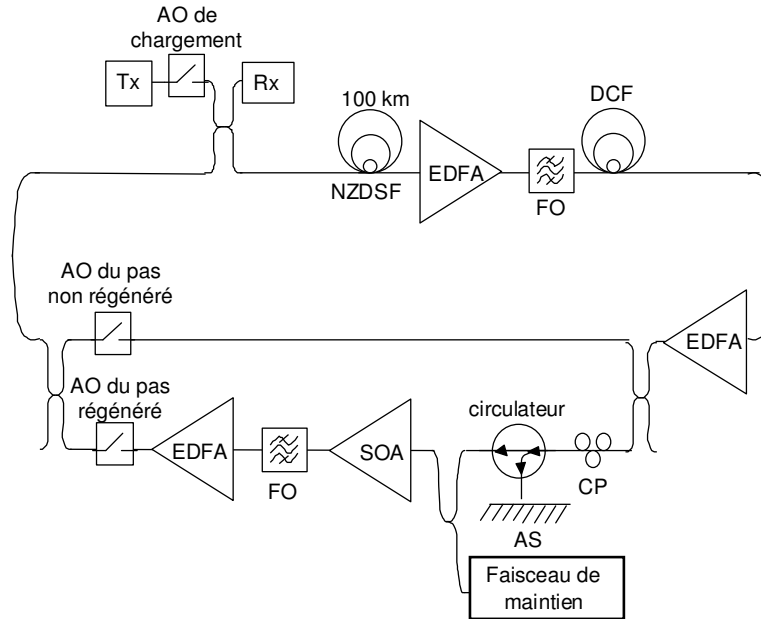 AO de
chargement
Tx
Rx
100 km
NZDSF
EDFA
FO
DCF
AO du pas
non régénéré
EDFA
AO du pas
régénéré
EDFA
FO
SOA
circulateur
CP
AS
Faisceau de
maintien